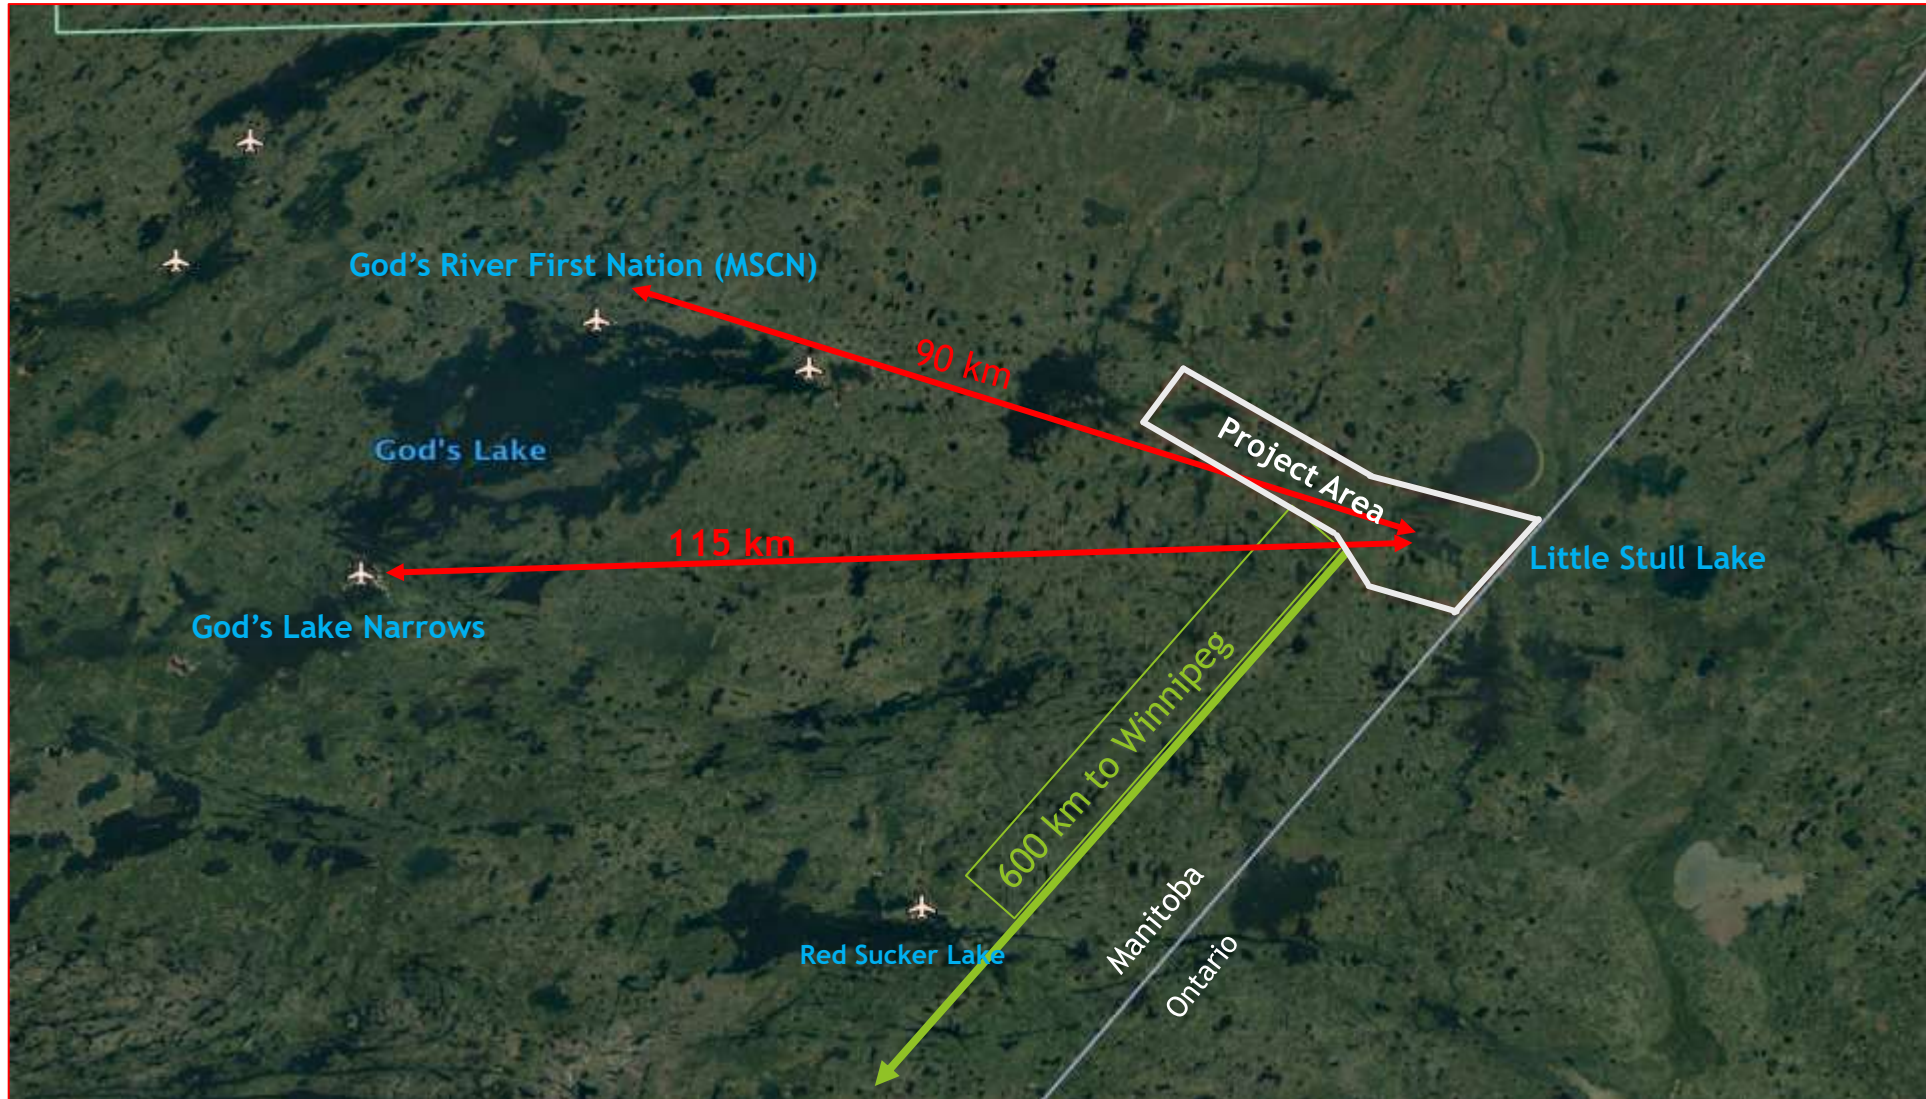 God’s River First Nation (MSCN)
90 km
Project Area
God's Lake
115 km
Little Stull Lake
God’s Lake Narrows
600 km to Winnipeg
Manitoba
Ontario
Red Sucker Lake